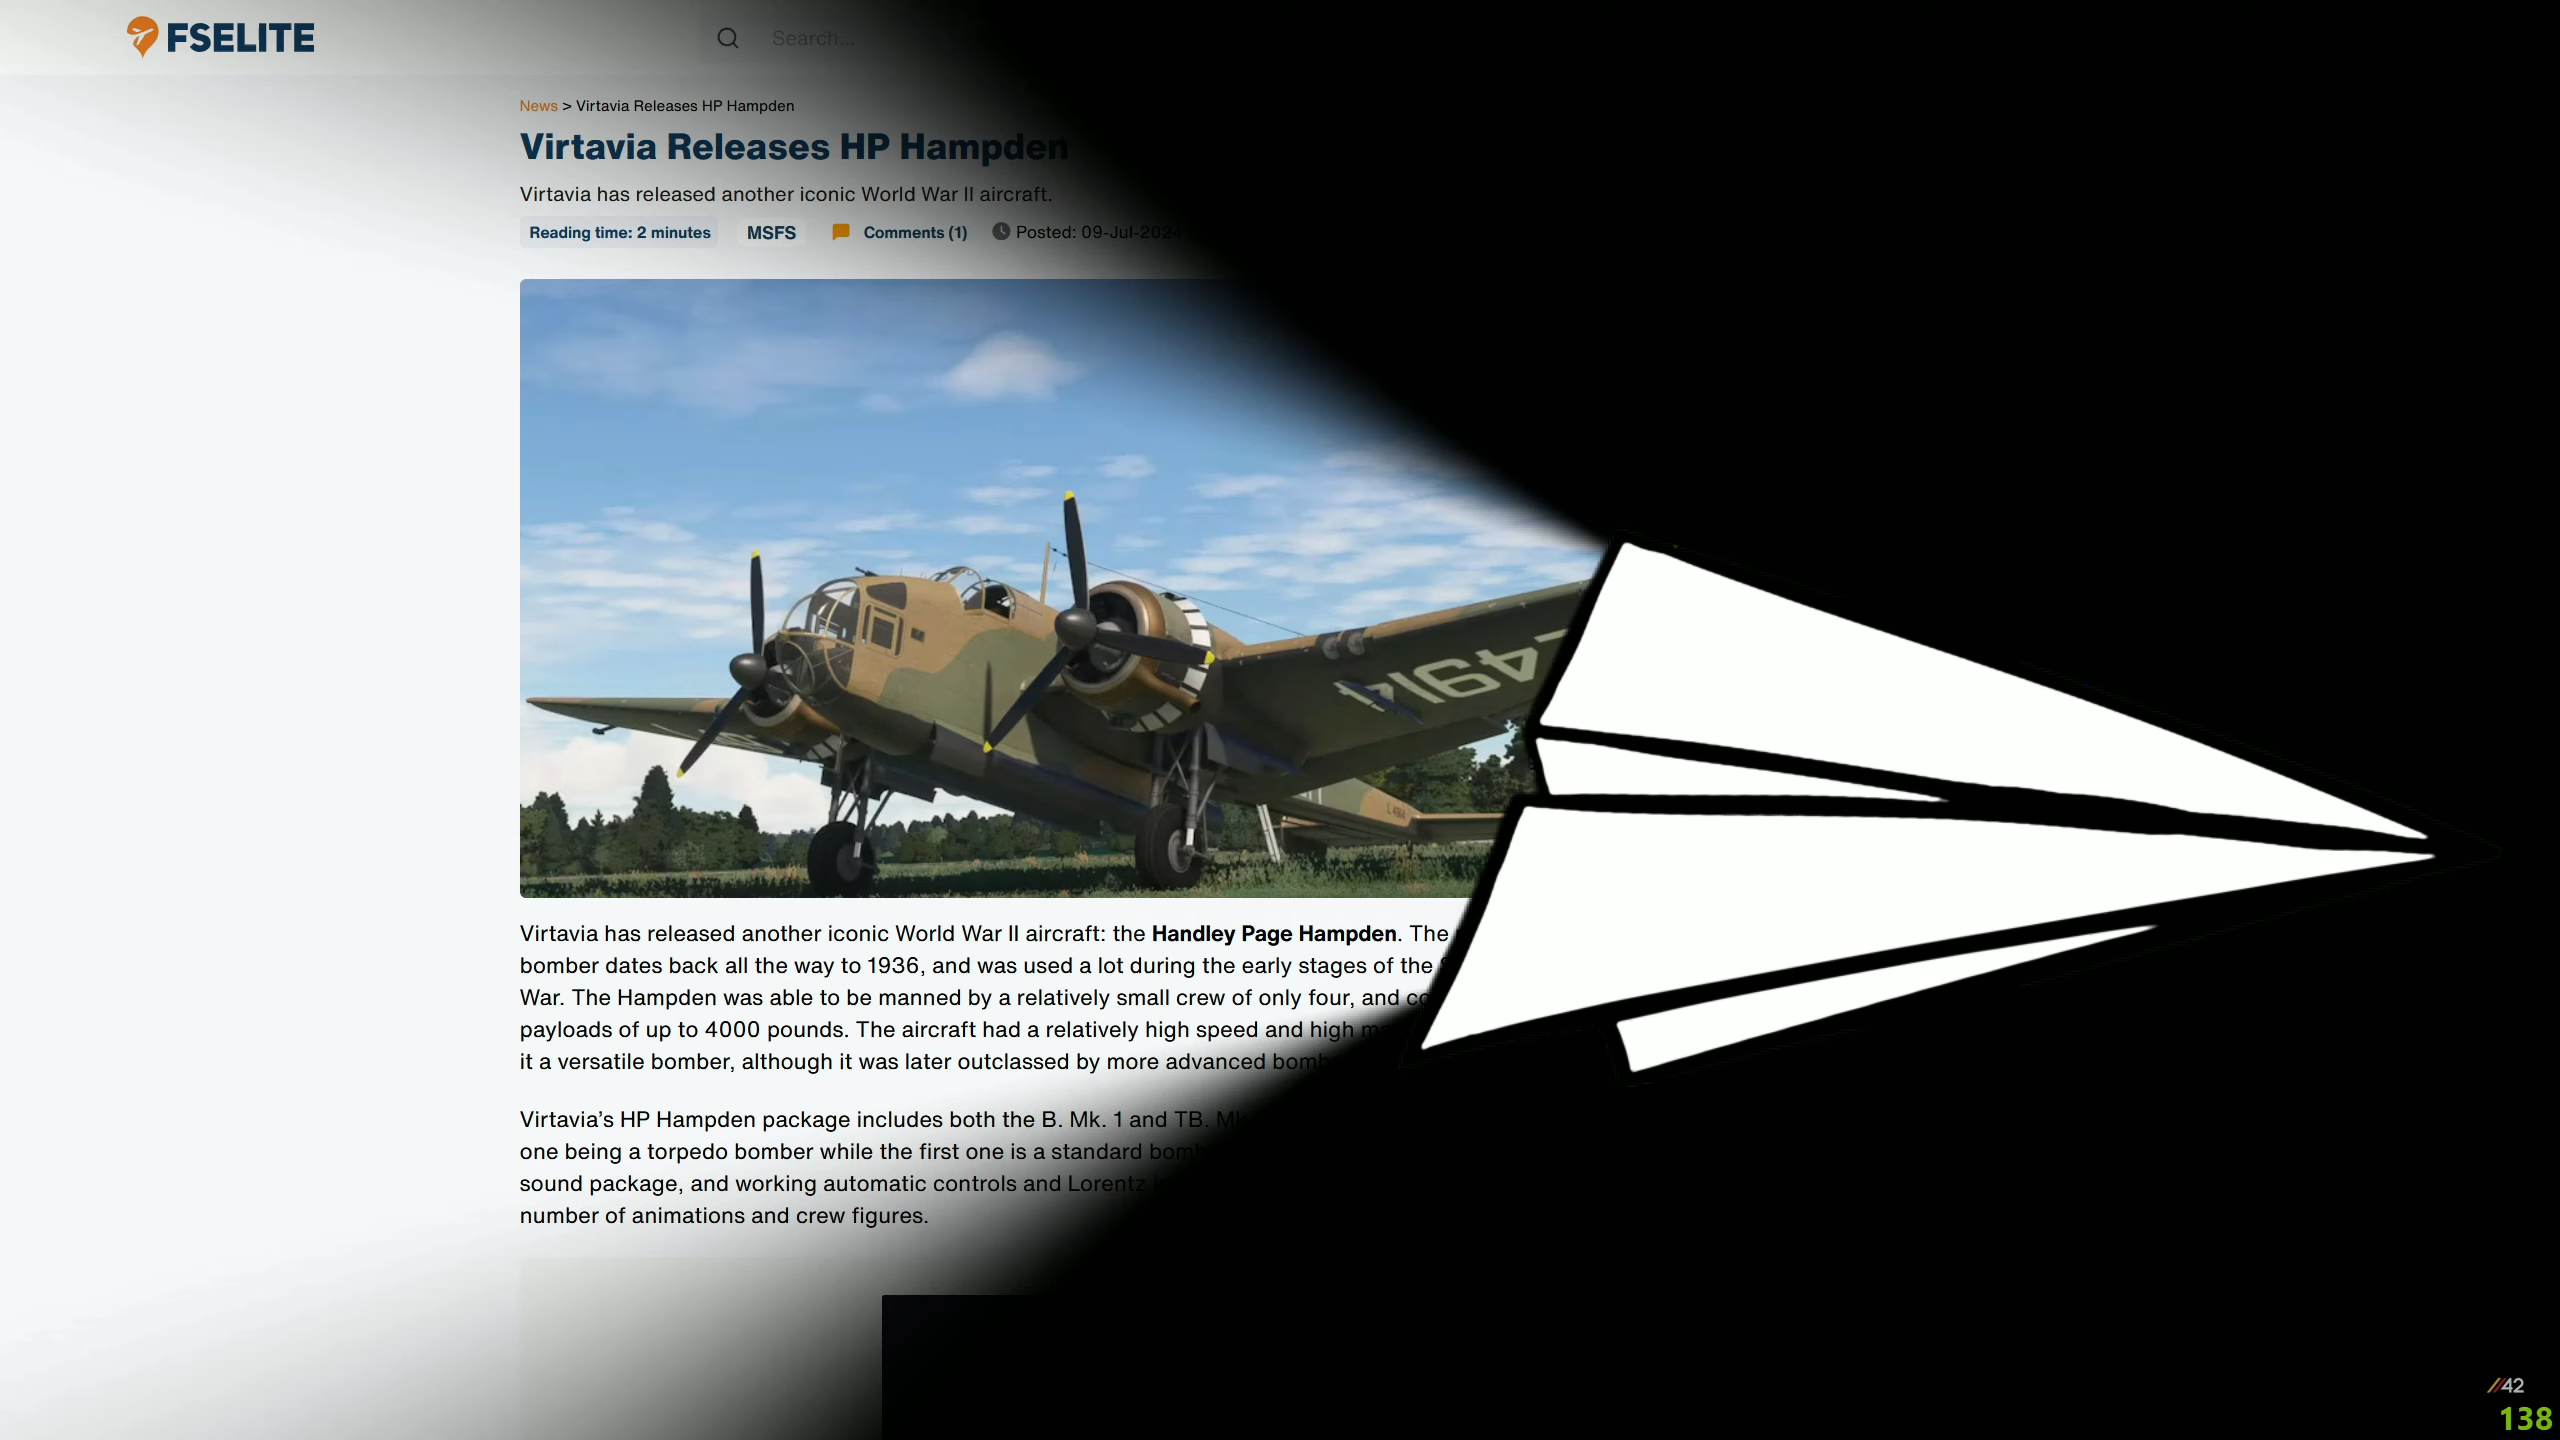 FSELITE
Search...
News > Virtavia Releases HP Hampden
Virtavia Releases HP Hampden
Virtavia has released another iconic World War II aircraft.
Reading time: 2 minutes MSFS Comments (1) Posted: 09-Jul-2024
4914
L4914
Virtavia has released another iconic World War II aircraft: the Handley Page Hampden. The
bomber dates back all the way to 1936, and was used a lot during the early stages of the
War. The Hampden was able to be manned by a relatively small crew of only four, and
payloads of up to 4000 pounds. The aircraft had a relatively high speed and high
it a versatile bomber, although it was later outclassed by more advanced
Virtavia’s HP Hampden package includes both the B. Mk. 1 and TB.
one being a torpedo bomber while the first one is a standard
sound package, and working automatic controls and Lorentz
number of animations and crew figures.
//42
138